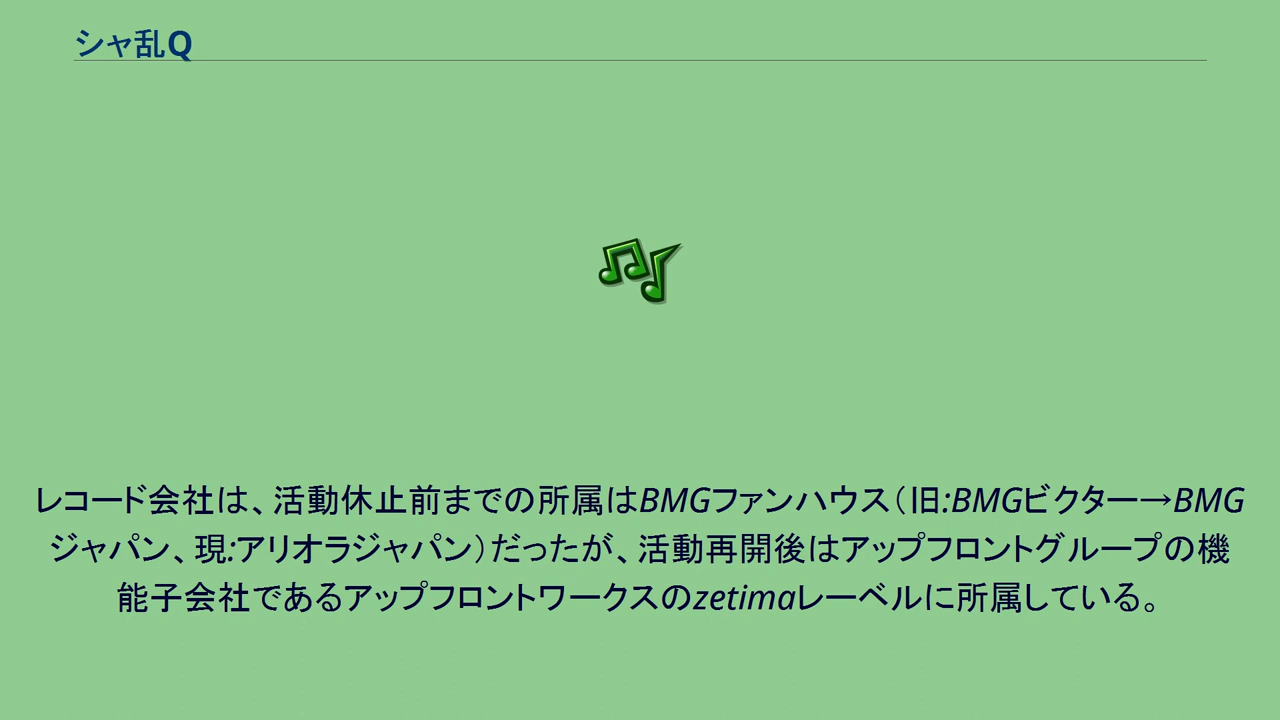 シャ乱Q
レコード会社は、活動休止前までの所属はBMGファンハウス（旧:BMGビクター→BMG
ジャパン、現:アリオラジャパン）だったが、活動再開後はアップフロントグループの機
能子会社であるアップフロントワークスのzetimaレーベルに所属している。